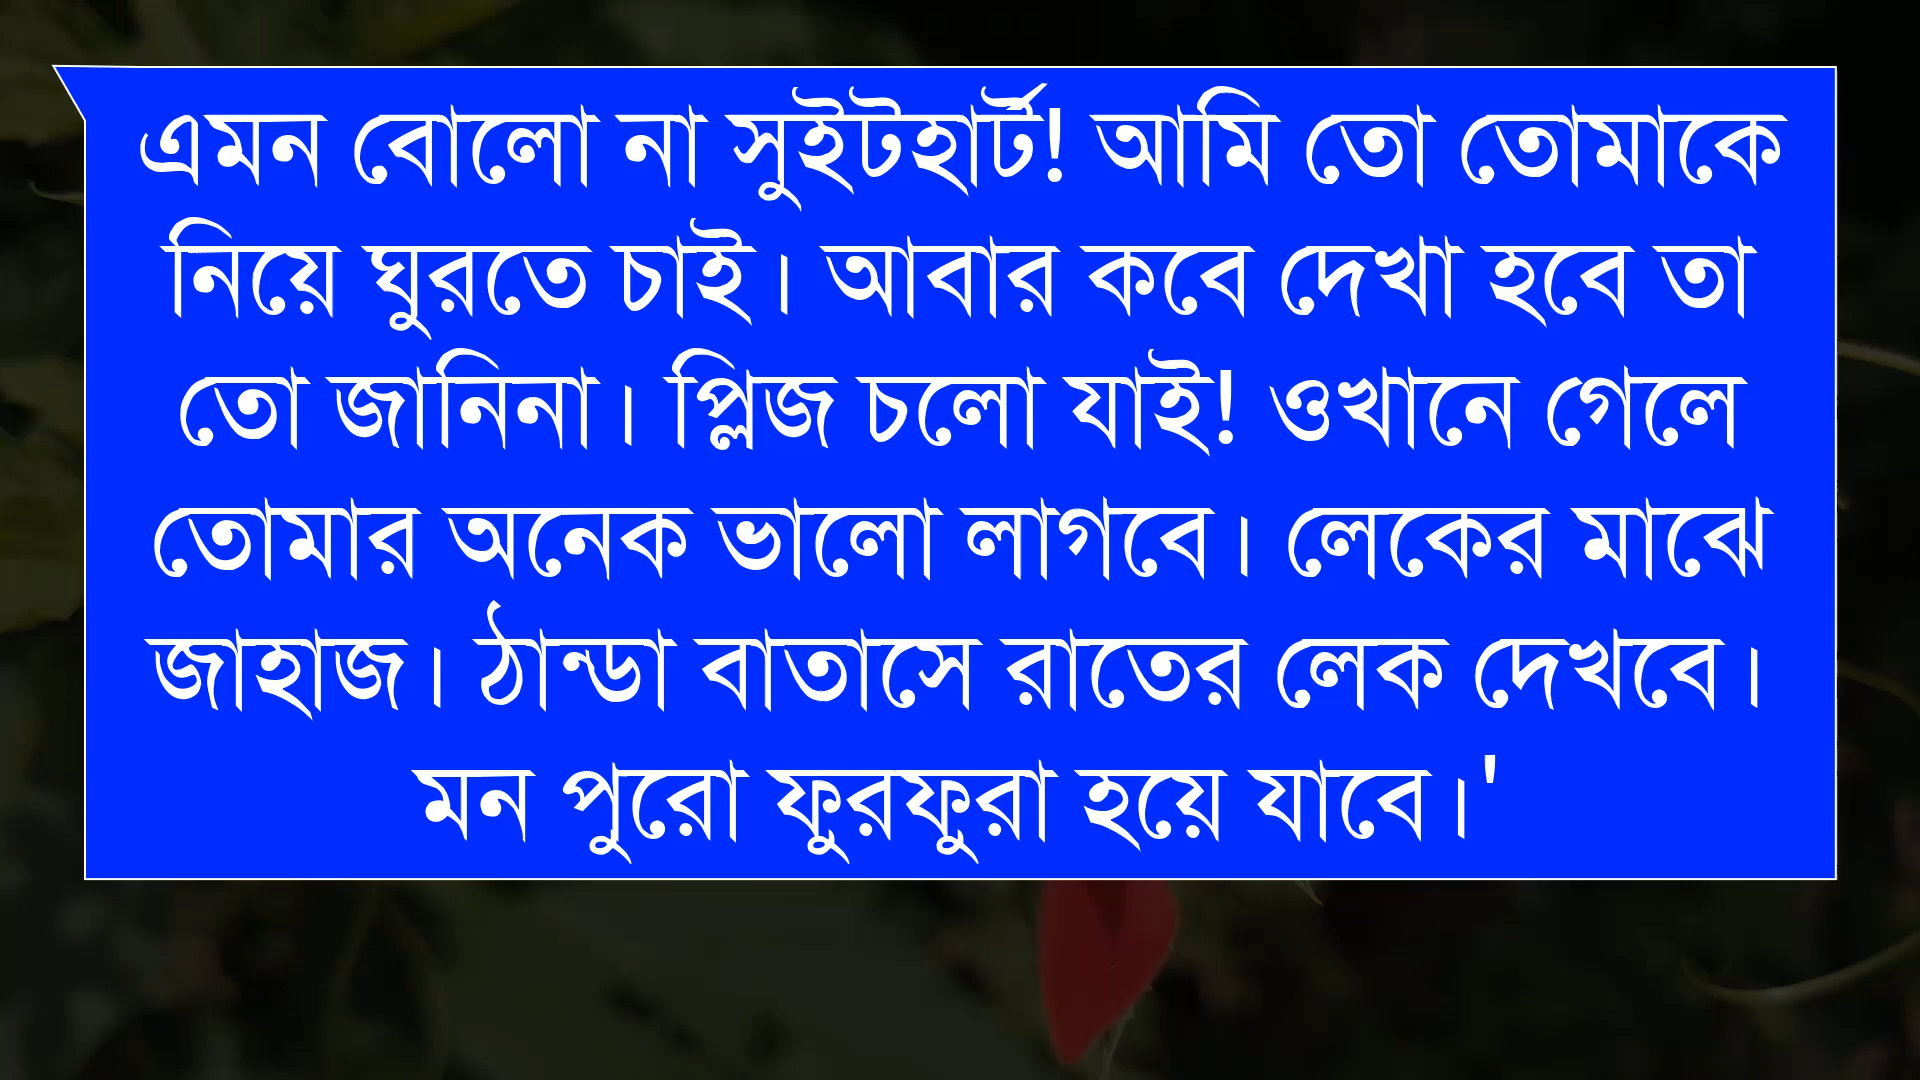 এমন বোলো না সুইটহার্ট! আমি তো তোমাকে
নিয়ে ঘুরতে চাই। আবার কবে দেখা হবে তা
তো জানিনা। প্লিজ চলো যাই! ওখানে গেলে
তোমার অনেক ভালো লাগবে। লেকের মাঝে
জাহাজ। ঠান্ডা বাতাসে রাতের লেক দেখবে।
মন পুরো ফুরফুরা হয়ে যাবে।'